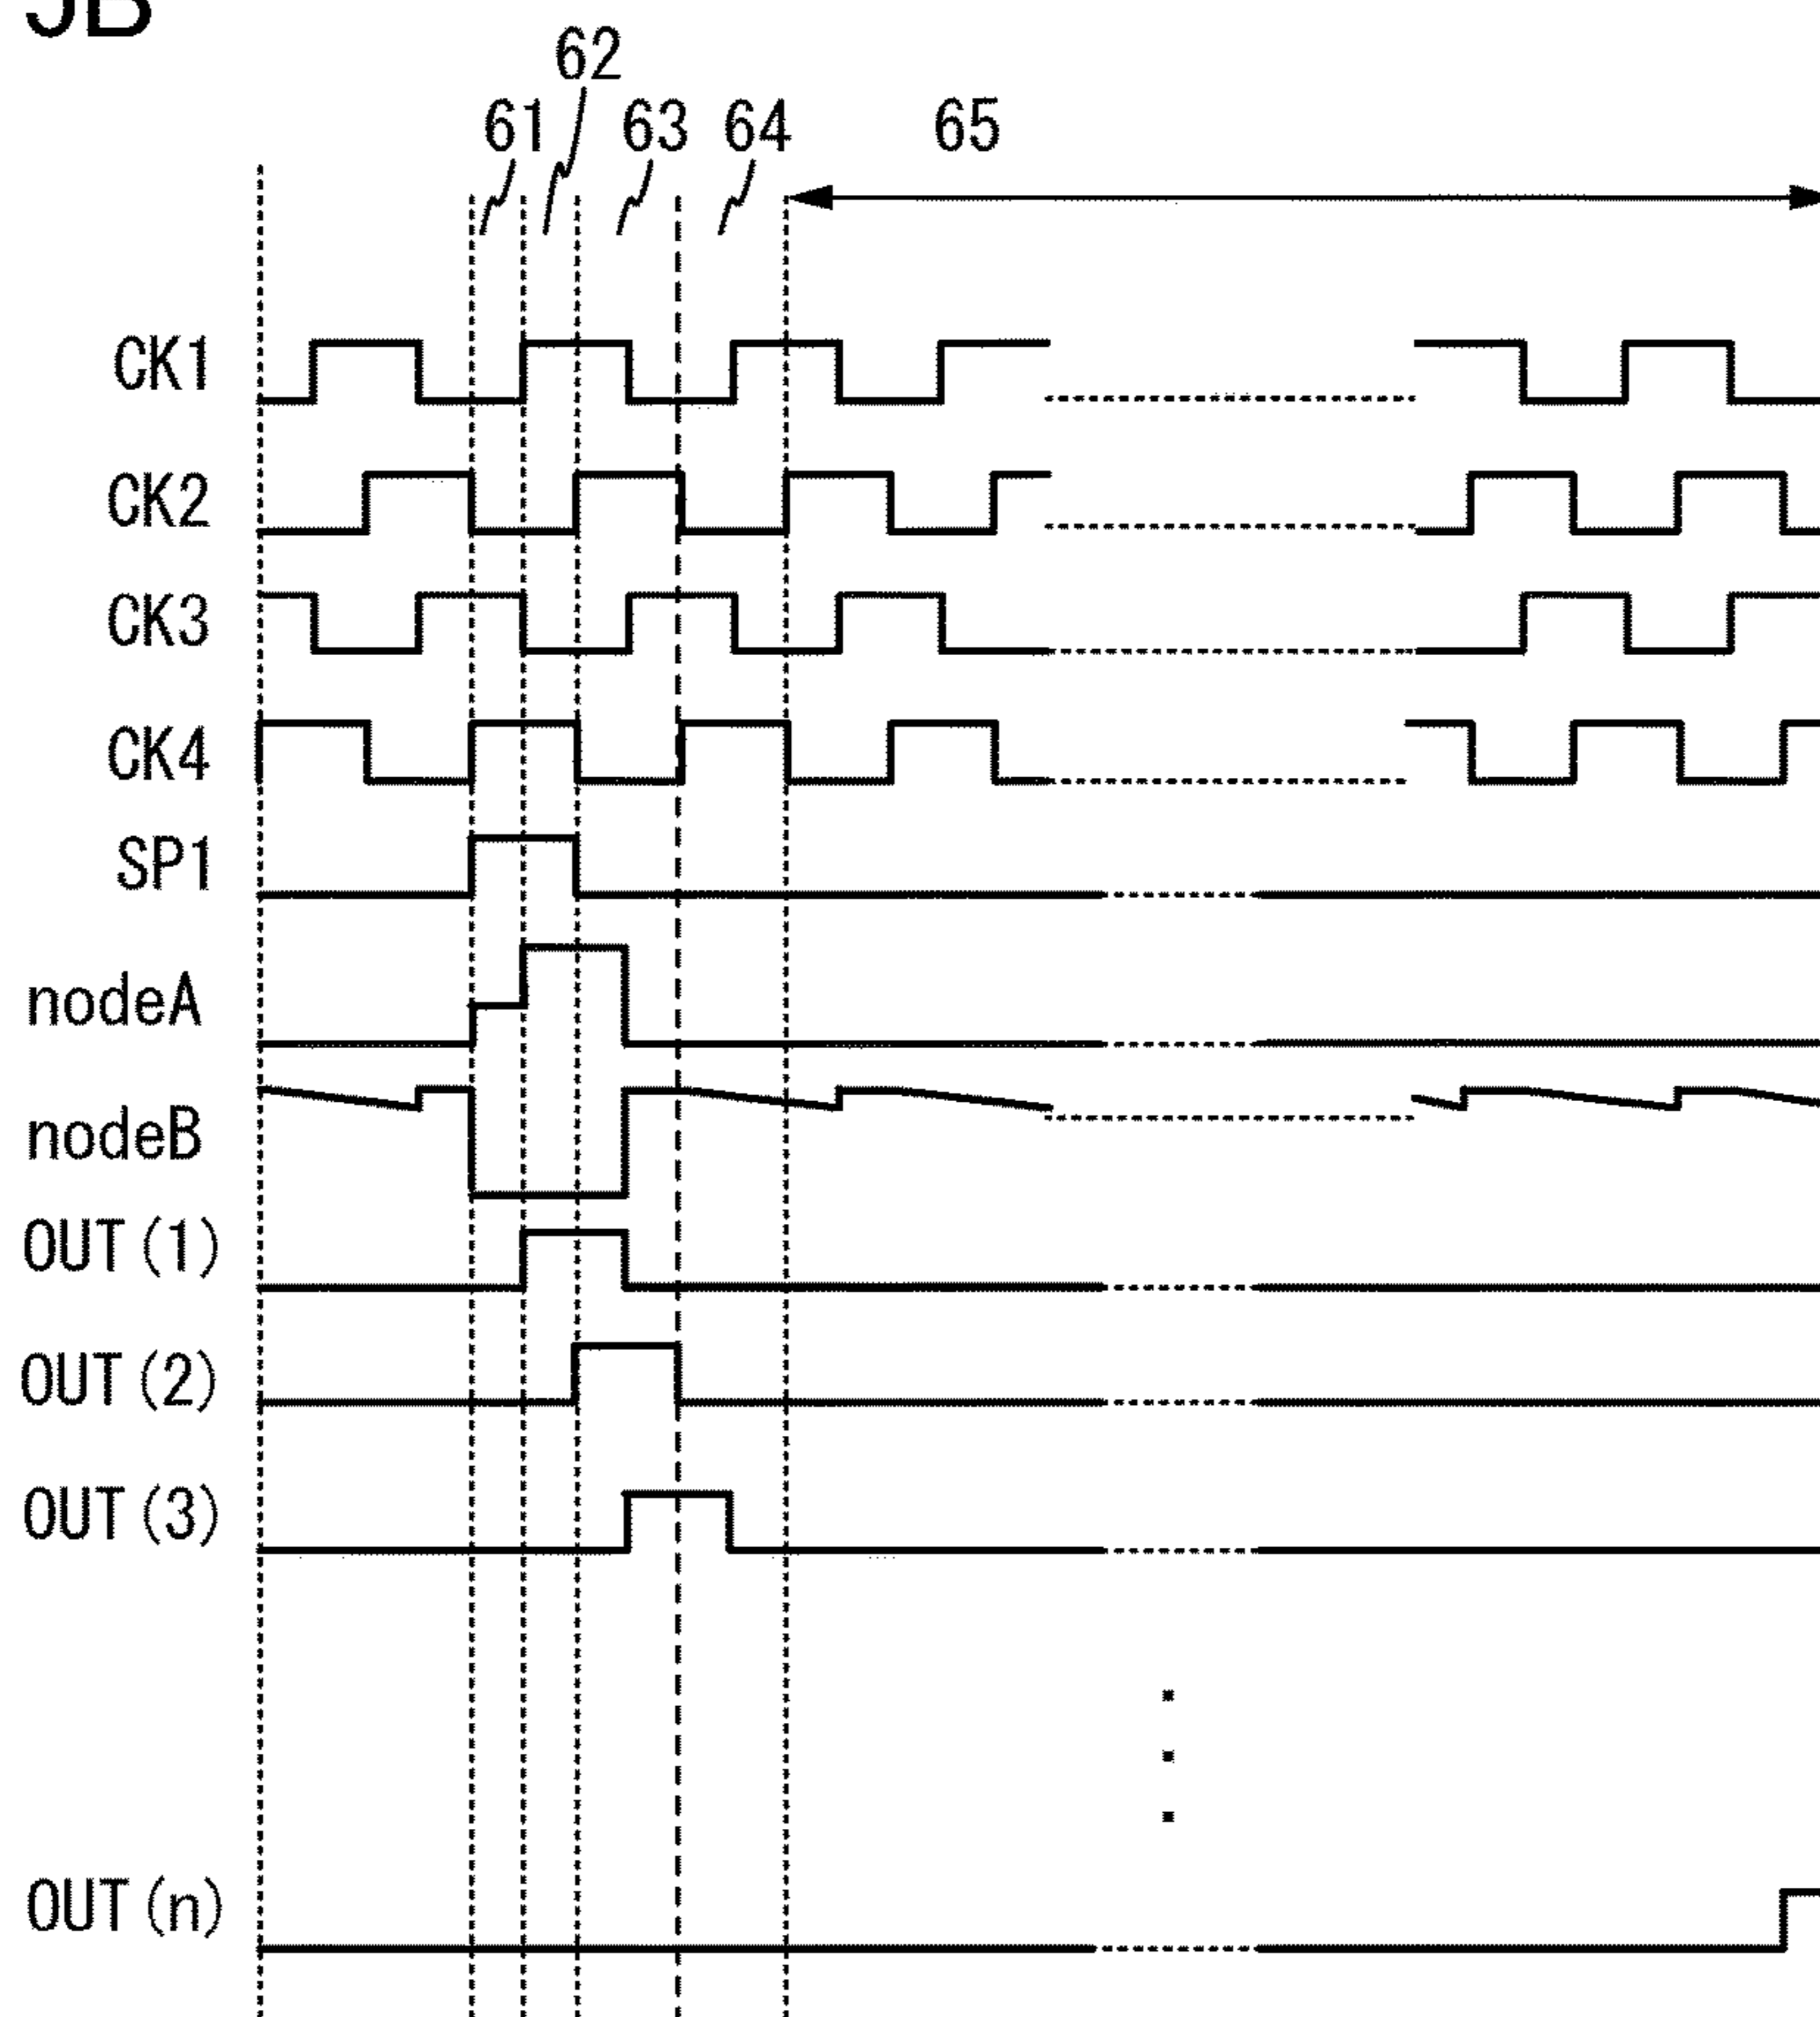 62
61 63 64 65
CK1
CK2
CK3
CK4
SP1
nodeA
nodeB
OUT(1)
OUT(2)
OUT(3)
OUT(n)